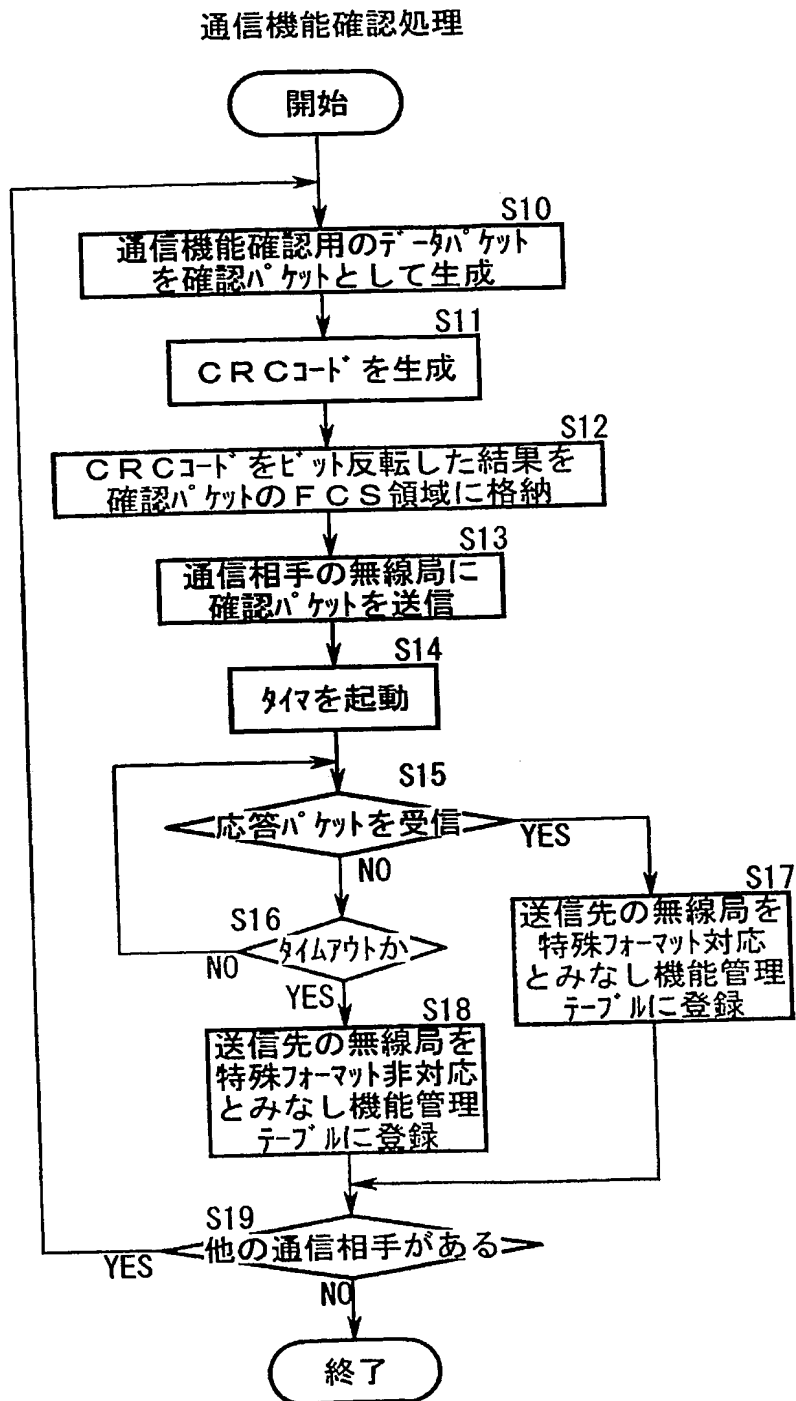 通信機能確認処理
開始
S10
通信機能確認用のﾃﾞｰﾀﾊﾟｹｯﾄ
を確認ﾊﾟｹｯﾄとして生成
S11
ＣＲＣｺｰﾄﾞを生成
S12
ＣＲＣｺｰﾄﾞをﾋﾞｯﾄ反転した結果を
確認ﾊﾟｹｯﾄのＦＣＳ領域に格納
S13
通信相手の無線局に
確認ﾊﾟｹｯﾄを送信
S14
ﾀｲﾏを起動
S15
応答ﾊﾟｹｯﾄを受信
YES
NO
S16
ﾀｲﾑｱｳﾄか
NO
YES
S17
送信先の無線局を
特殊ﾌｫｰﾏｯﾄ対応
とみなし機能管理
ﾃｰﾌﾞﾙに登録
S18
送信先の無線局を
特殊ﾌｫｰﾏｯﾄ非対応
とみなし機能管理
ﾃｰﾌﾞﾙに登録
S19
他の通信相手がある
YES
NO
終了